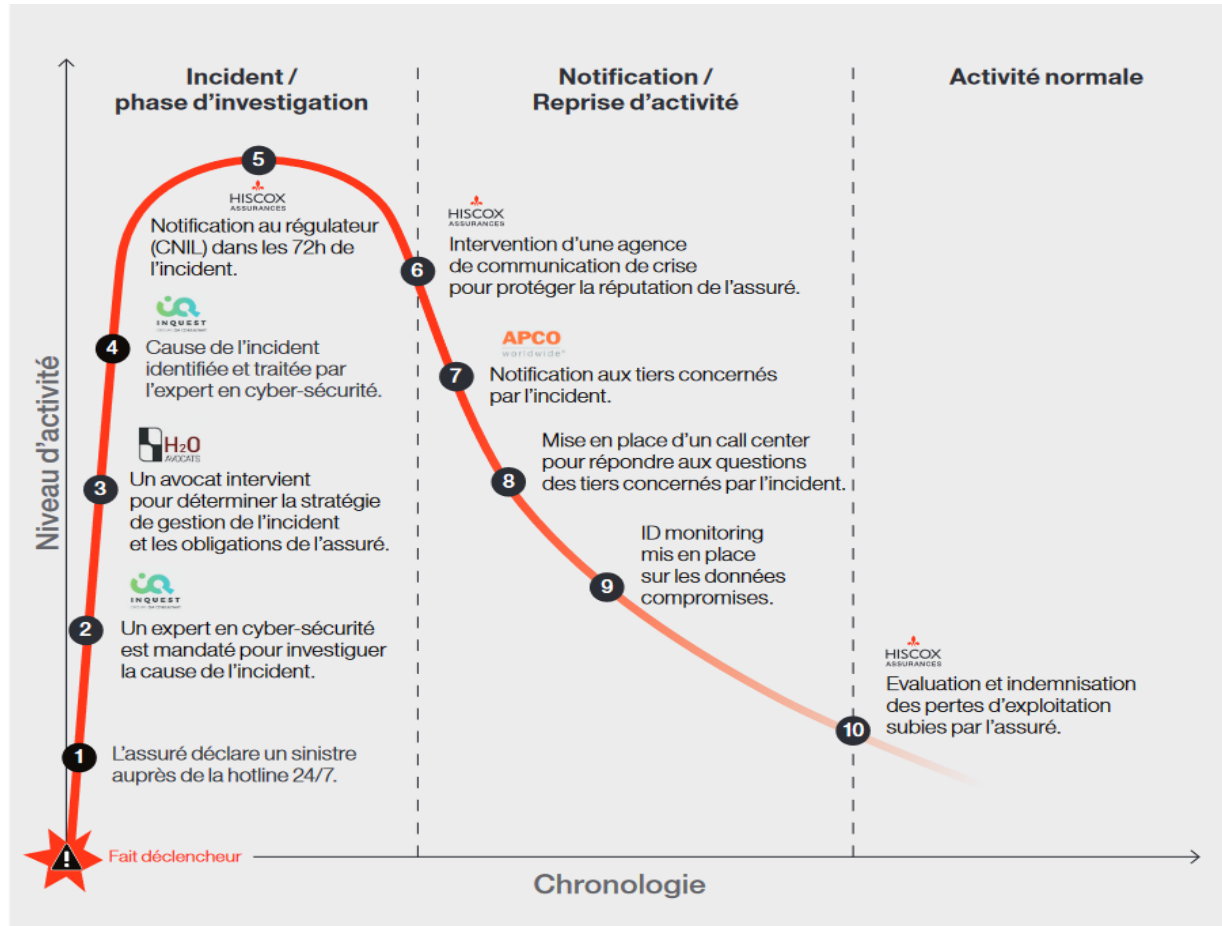 Incident /
phase d’investigation
Notification /
Reprise d’activité
Activité normale
Niveau d’activité
5
HISCOX
ASSURANCES
Notification au régulateur
(CNIL) dans les 72h de
l’incident.
4
INQUEST
Cause de l’incident
identifiée et traitée par
l’expert en cyber-sécurité.
3
H2O
AVOCATS
Un avocat intervient
pour déterminer la stratégie
de gestion de l’incident
et les obligations de l’assuré.
2
INQUEST
Un expert en cyber-sécurité
est mandaté pour investiguer
la cause de l’incident.
1
L’assuré déclare un sinistre
auprès de la hotline 24/7.
Fait déclencheur
6
HISCOX
ASSURANCES
Intervention d’une agence
de communication de crise
pour protéger la réputation de l’assuré.
7
APCO
worldwide®
Notification aux tiers concernés
par l’incident.
8
Mise en place d’un call center
pour répondre aux questions
des tiers concernés par l’incident.
9
ID monitoring
mis en place
sur les données
compromises.
10
HISCOX
ASSURANCES
Evaluation et indemnisation
des pertes d’exploitation
subies par l’assuré.
Chronologie